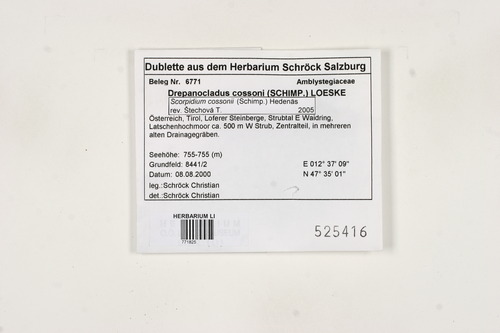 Dublette aus dem Herbarium Schröck Salzburg
Beleg Nr. 6771 Amblystegiaceae
Drepanocladus cossoni (SCHIMP.) LOESKE
Scorpidium cossonii (Schimp.) Hedenäs
rev. Štechová T. 2005
Österreich, Tirol, Loferer Steinberge, Strubtal E Waidring,
Latschenhochmoor ca. 500 m W Strub, Zentralteil, in mehreren
alten Drainagegräben.
Seehöhe: 755-755 (m) E 012° 37' 09"
Grundfeld: 8441/2 N 47° 35' 01"
Datum: 08.08.2000
leg.:Schröck Christian
det.:Schröck Christian
HERBARIUM LI
771825
525416